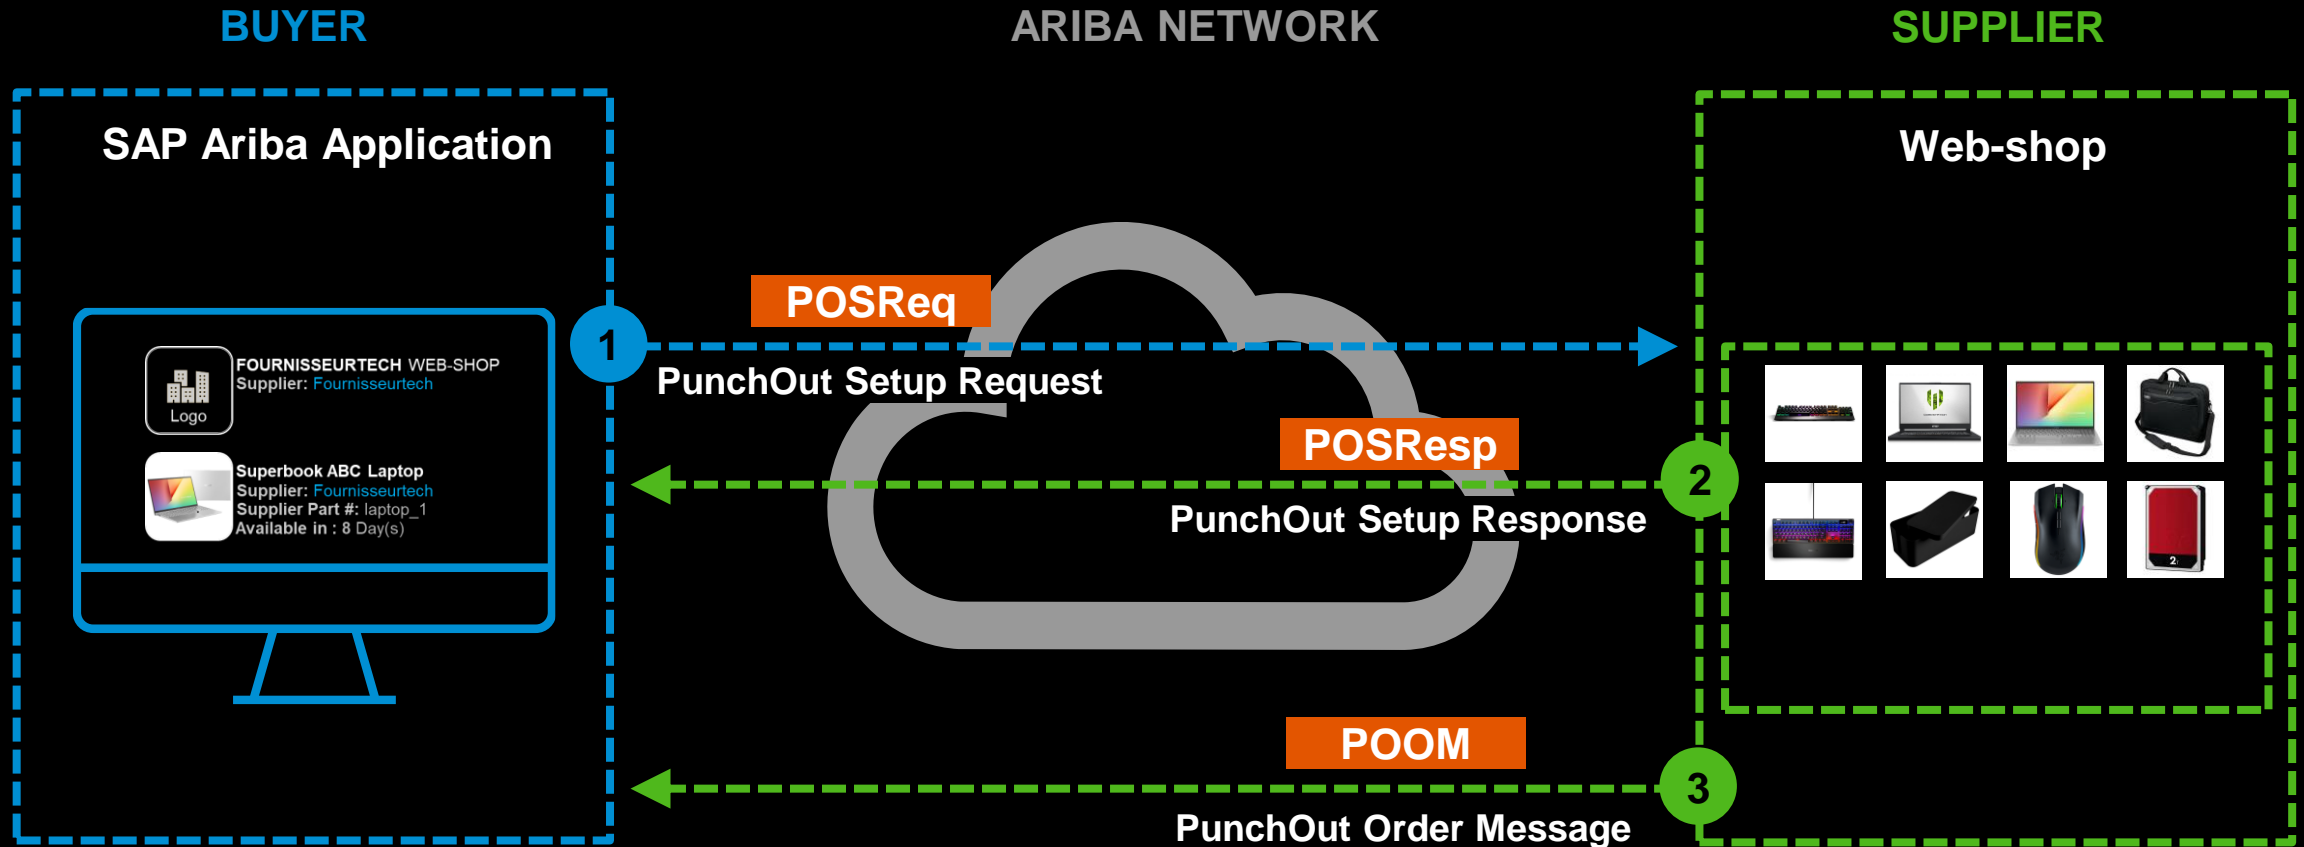 BUYER
ARIBA NETWORK
SUPPLIER
SAP Ariba Application
Web-shop
POSReq
1
PunchOut Setup Request
FOURNISSEURTECH WEB-SHOP
Supplier: Fournisseurtech
Logo
POSResp
2
PunchOut Setup Response
Superbook ABC Laptop
Supplier: Fournisseurtech
Supplier Part #: laptop_1
Available in : 8 Day(s)
POOM
3
PunchOut Order Message